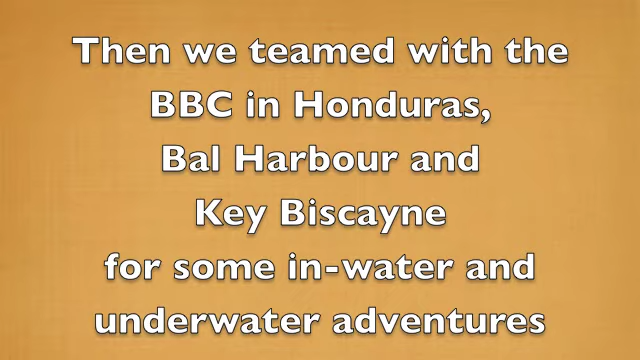 Then we teamed with the
BBC in Honduras,
Bal Harbour and
Key Biscayne
for some in-water and
underwater adventures